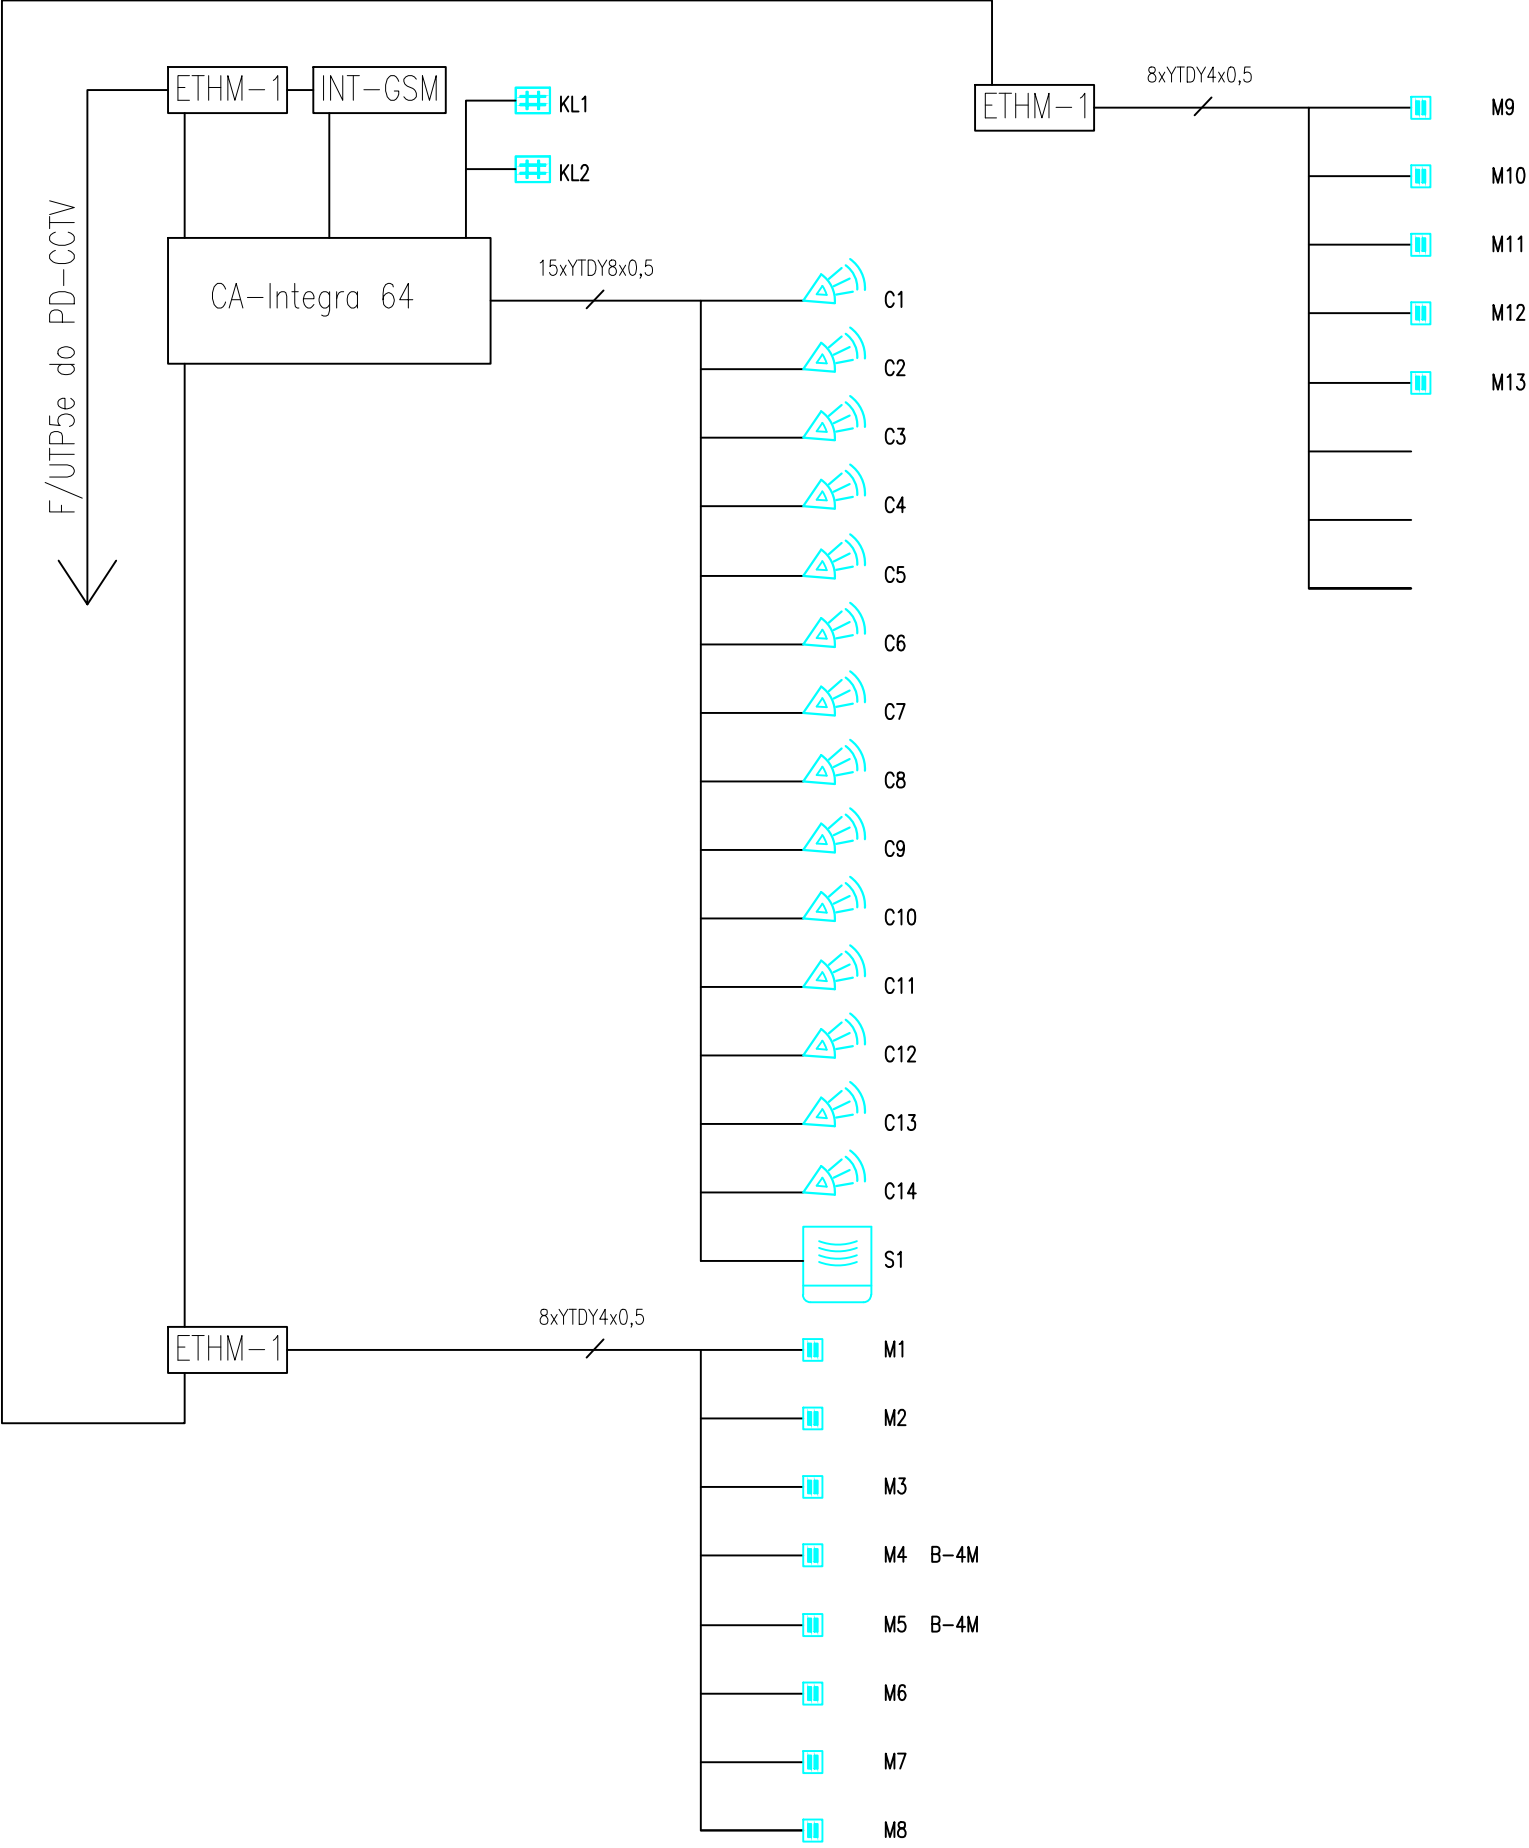 ETHM-1
INT-GSM
KL1
KL2
F/UTP5e do PD-CCTV
CA-Integra 64
15xYTDY8x0,5
C1
C2
C3
C4
C5
C6
C7
C8
C9
C10
C11
C12
C13
C14
S1
ETHM-1
8xYTDY4x0,5
M1
M2
M3
M4 B-4M
M5 B-4M
M6
M7
M8
ETHM-1
8xYTDY4x0,5
M9
M10
M11
M12
M13